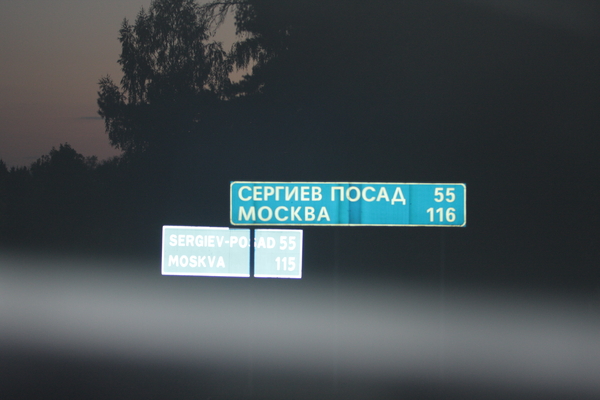 СЕРГИЕВ ПОСАД 55
МОСКВА 116
SERGIEV-POSAD 55
MOSKVA 115